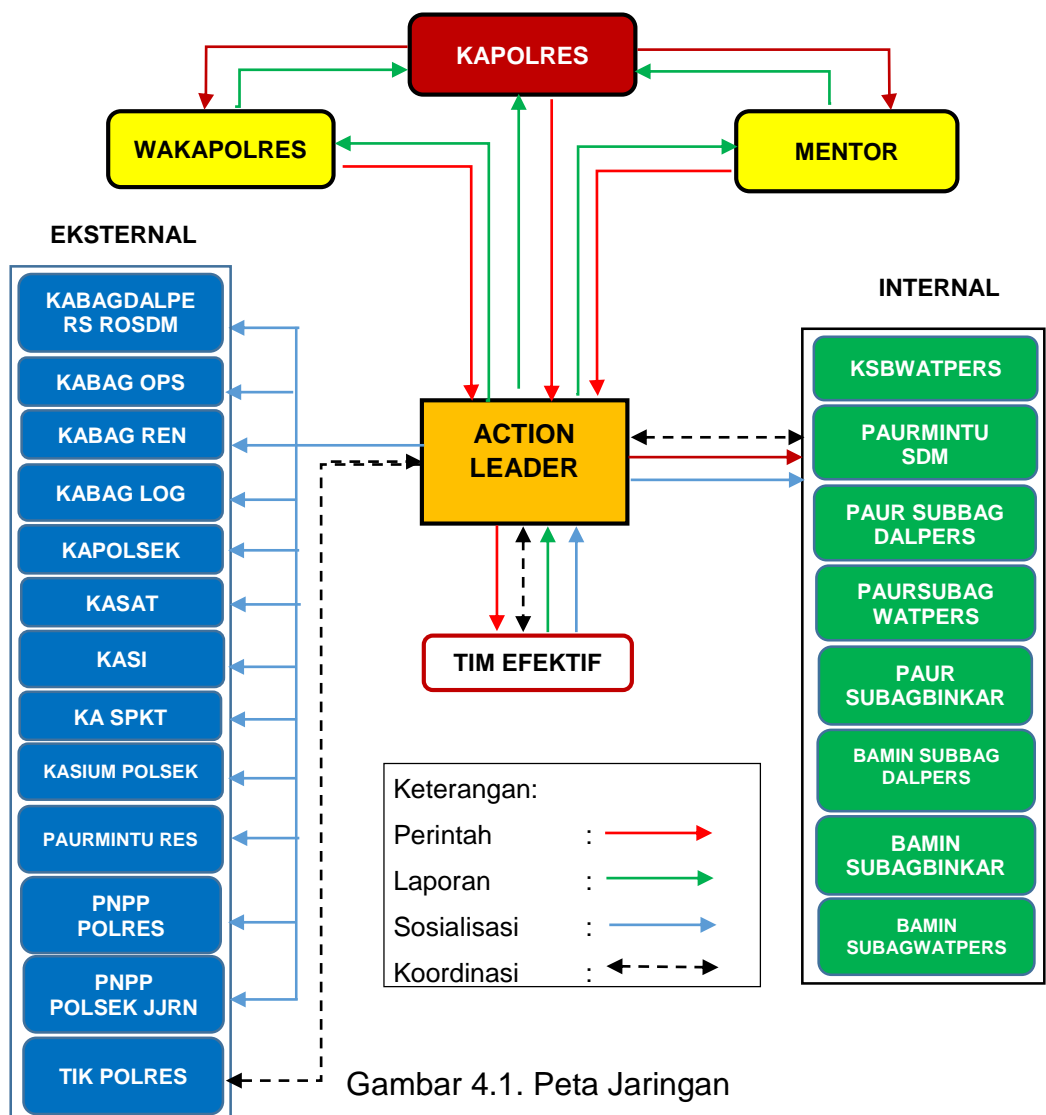 KAPOLRES
WAKAPOLRES
MENTOR
EKSTERNAL
KABAGDALPE
RS ROSDM
KABAG OPS
KABAG REN
KABAG LOG
KAPOLSEK
KASAT
KASI
KA SPKT
KASIUM POLSEK
PAURMINTU RES
PNPP
POLRES
PNPP
POLSEK JJRN
TIK POLRES
ACTION
LEADER
TIM EFEKTIF
INTERNAL
KSBWATPERS
PAURMINTU
SDM
PAUR SUBBAG
DALPERS
PAURSUBAG
WATPERS
PAUR
SUBAGBINKAR
BAMIN SUBBAG
DALPERS
BAMIN
SUBAGBINKAR
BAMIN
SUBAGWATPERS
Keterangan:
Perintah :
Laporan :
Sosialisasi :
Koordinasi :
Gambar 4.1. Peta Jaringan